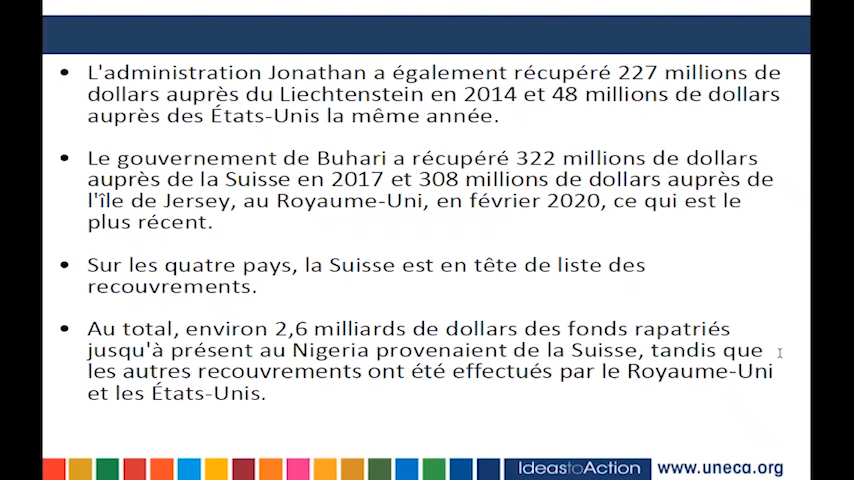 • L'administration Jonathan a également récupéré 227 millions de
dollars auprès du Liechtenstein en 2014 et 48 millions de dollars
auprès des États-Unis la même année.
• Le gouvernement de Buhari a récupéré 322 millions de dollars
auprès de la Suisse en 2017 et 308 millions de dollars auprès de
l'île de Jersey, au Royaume-Uni, en février 2020, ce qui est le
plus récent.
• Sur les quatre pays, la Suisse est en tête de liste des
recouvrements.
• Au total, environ 2,6 milliards de dollars des fonds rapatriés
jusqu'à présent au Nigeria provenaient de la Suisse, tandis que
les autres recouvrements ont été effectués par le Royaume-Uni
et les États-Unis.
IdeastoAction www.uneca.org